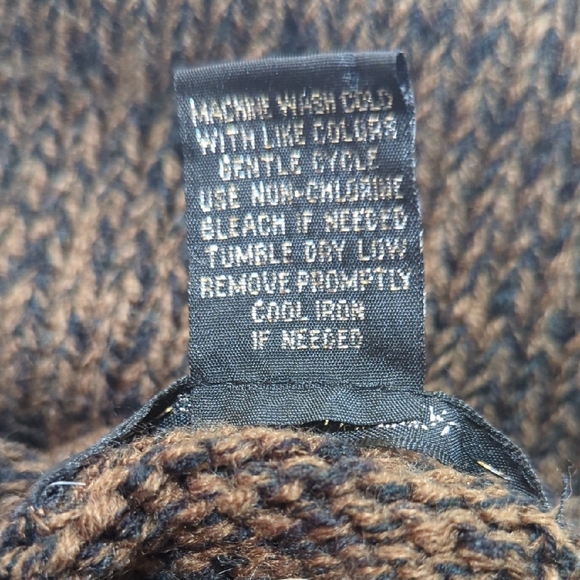 MACHINE WASH COLD
WITH LIKE COLORS
GENTLE CYCLE
USE NON-CHLORINE
BLEACH IF NEEDED
TUMBLE DRY LOW
REMOVE PROMPTLY
COOL IRON
IF NEEDED